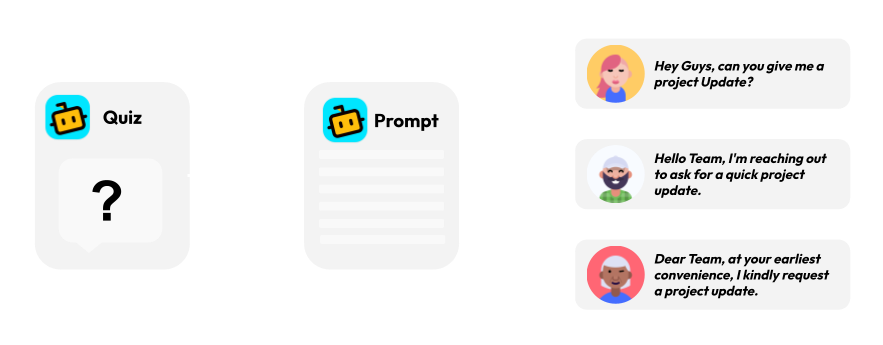 Quiz
?
Prompt
Hey Guys, can you give me a
project Update?
Hello Team, I'm reaching out
to ask for a quick project
update.
Dear Team, at your earliest
convenience, I kindly request
a project update.